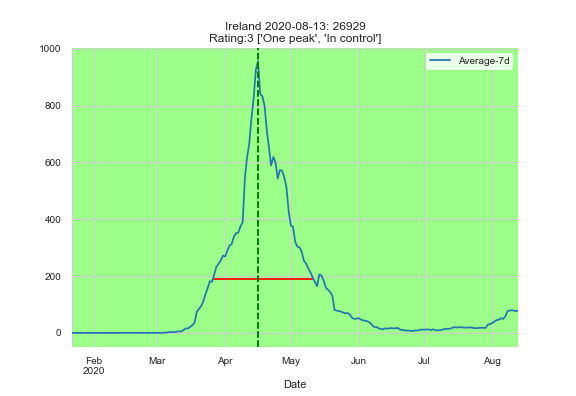 Ireland 2020-08-13: 26929
Rating:3 ['One peak', 'In control']
Average-7d
1000
800
600
400
200
0
Feb
2020
Mar
Apr
May
Jun
Jul
Aug
Date